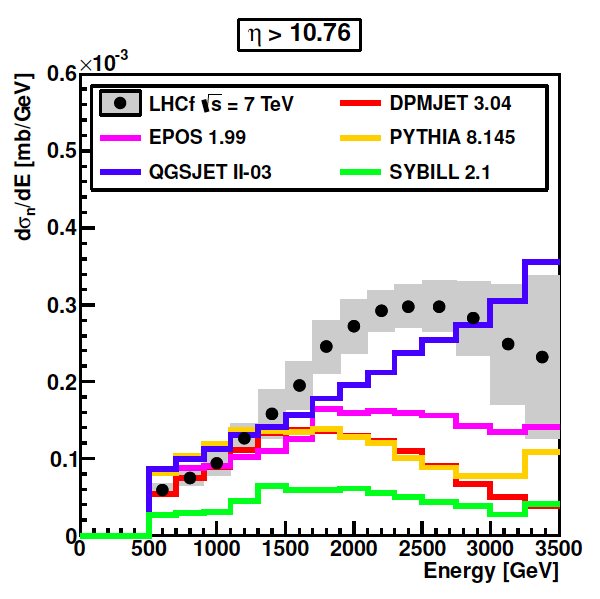 η > 10.76
×10⁻³
0.6
LHCf √s = 7 TeV
DPMJET 3.04
EPOS 1.99
PYTHIA 8.145
QGSJET II-03
SYBILL 2.1
dσₙ/dE [mb/GeV]
0.5
0.4
0.3
0.2
0.1
0
0 500 1000 1500 2000 2500 3000 3500
Energy [GeV]